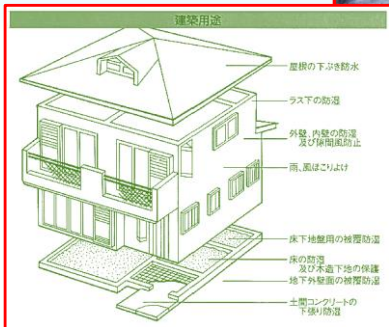 建築用途
屋根の下ぶき防水
ラス下の防湿
外壁、内壁の防湿
及び隙間風防止
雨、風ほこりよけ
床下地盤用の被覆防湿
床の防湿
及び木造下地の保護
地下外壁面の被覆防湿
土間コンクリートの
下張り防湿